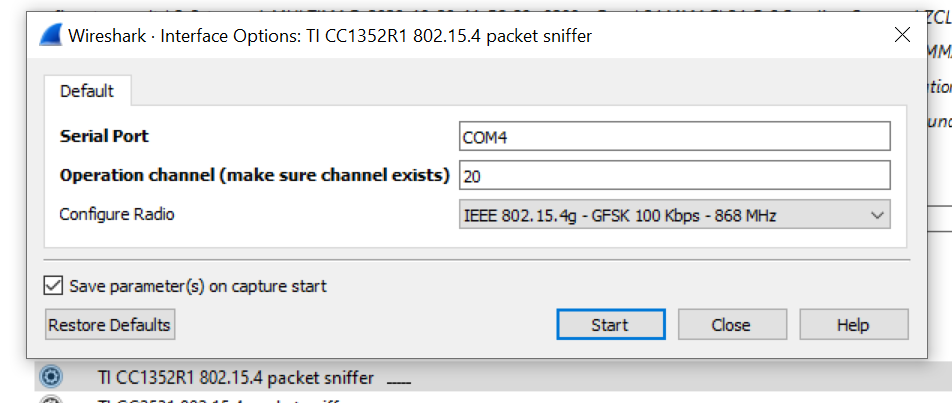 Wireshark · Interface Options: TI CC1352R1 802.15.4 packet sniffer
Default
Serial Port COM4
Operation channel (make sure channel exists) 20
Configure Radio IEEE 802.15.4g - GFSK 100 Kbps - 868 MHz
Save parameter(s) on capture start
Restore Defaults Start Close Help
TI CC1352R1 802.15.4 packet sniffer